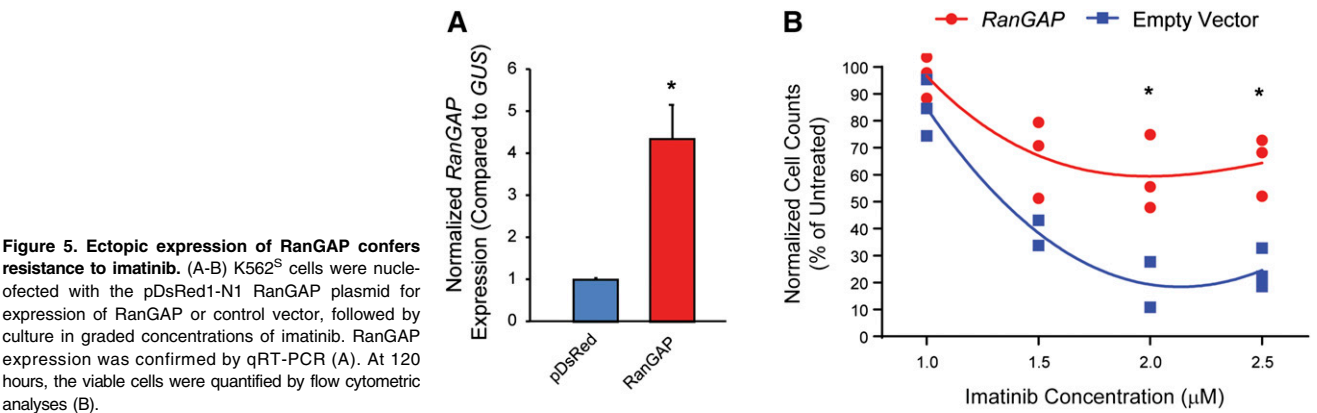 Figure 5. Ectopic expression of RanGAP confers
resistance to imatinib. (A-B) K562S cells were nucle-
ofected with the pDsRed1-N1 RanGAP plasmid for
expression of RanGAP or control vector, followed by
culture in graded concentrations of imatinib. RanGAP
expression was confirmed by qRT-PCR (A). At 120
hours, the viable cells were quantified by flow cytometric
analyses (B).
A
Normalized RanGAP
Expression (Compared to GUS)
6
5
4
3
2
1
0
*
pDsRed
RanGAP
B
RanGAP
Empty Vector
Normalized Cell Counts
(% of Untreated)
100
90
80
70
60
50
40
30
20
10
0
*
*
1.0
1.5
2.0
2.5
Imatinib Concentration (μM)